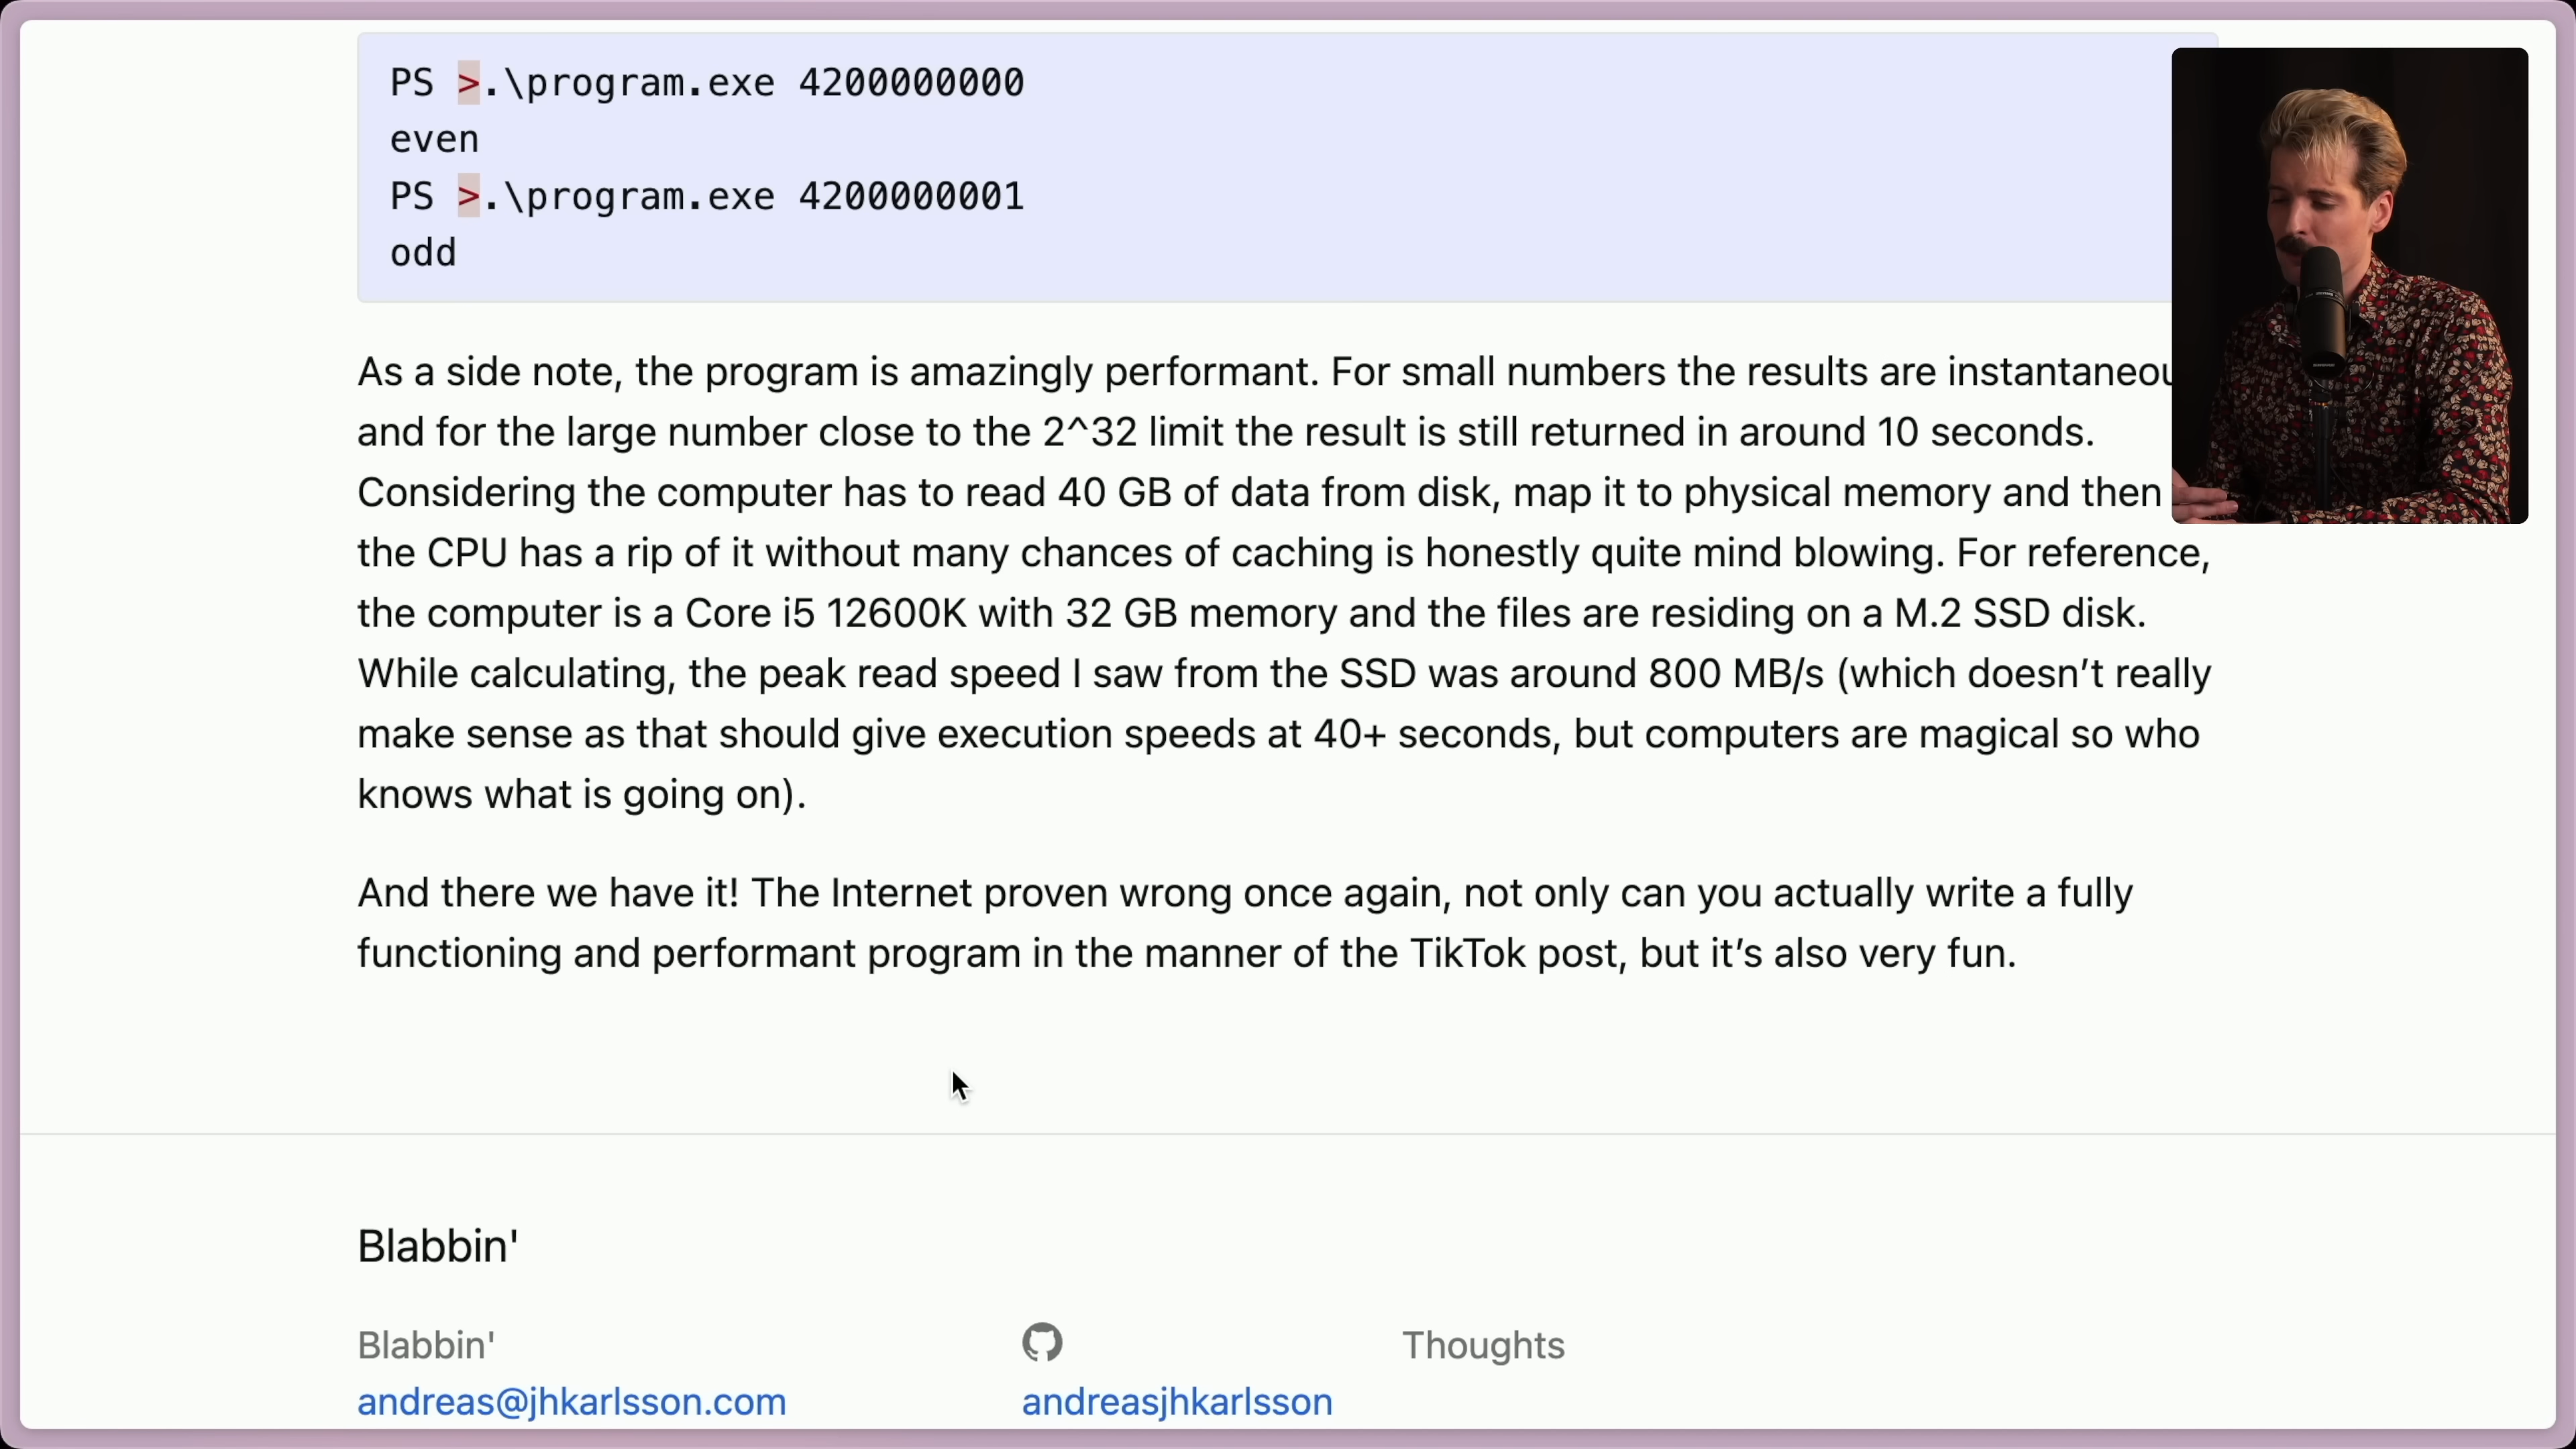 PS >.\program.exe 4200000000
even
PS >.\program.exe 4200000001
odd
As a side note, the program is amazingly performant. For small numbers the results are instantaneou
and for the large number close to the 2^32 limit the result is still returned in around 10 seconds.
Considering the computer has to read 40 GB of data from disk, map it to physical memory and then
the CPU has a rip of it without many chances of caching is honestly quite mind blowing. For reference,
the computer is a Core i5 12600K with 32 GB memory and the files are residing on a M.2 SSD disk.
While calculating, the peak read speed I saw from the SSD was around 800 MB/s (which doesn’t really
make sense as that should give execution speeds at 40+ seconds, but computers are magical so who
knows what is going on).
And there we have it! The Internet proven wrong once again, not only can you actually write a fully
functioning and performant program in the manner of the TikTok post, but it’s also very fun.
Blabbin'
Blabbin'
Thoughts
andreas@jhkarlsson.com
andreasjhkarlsson